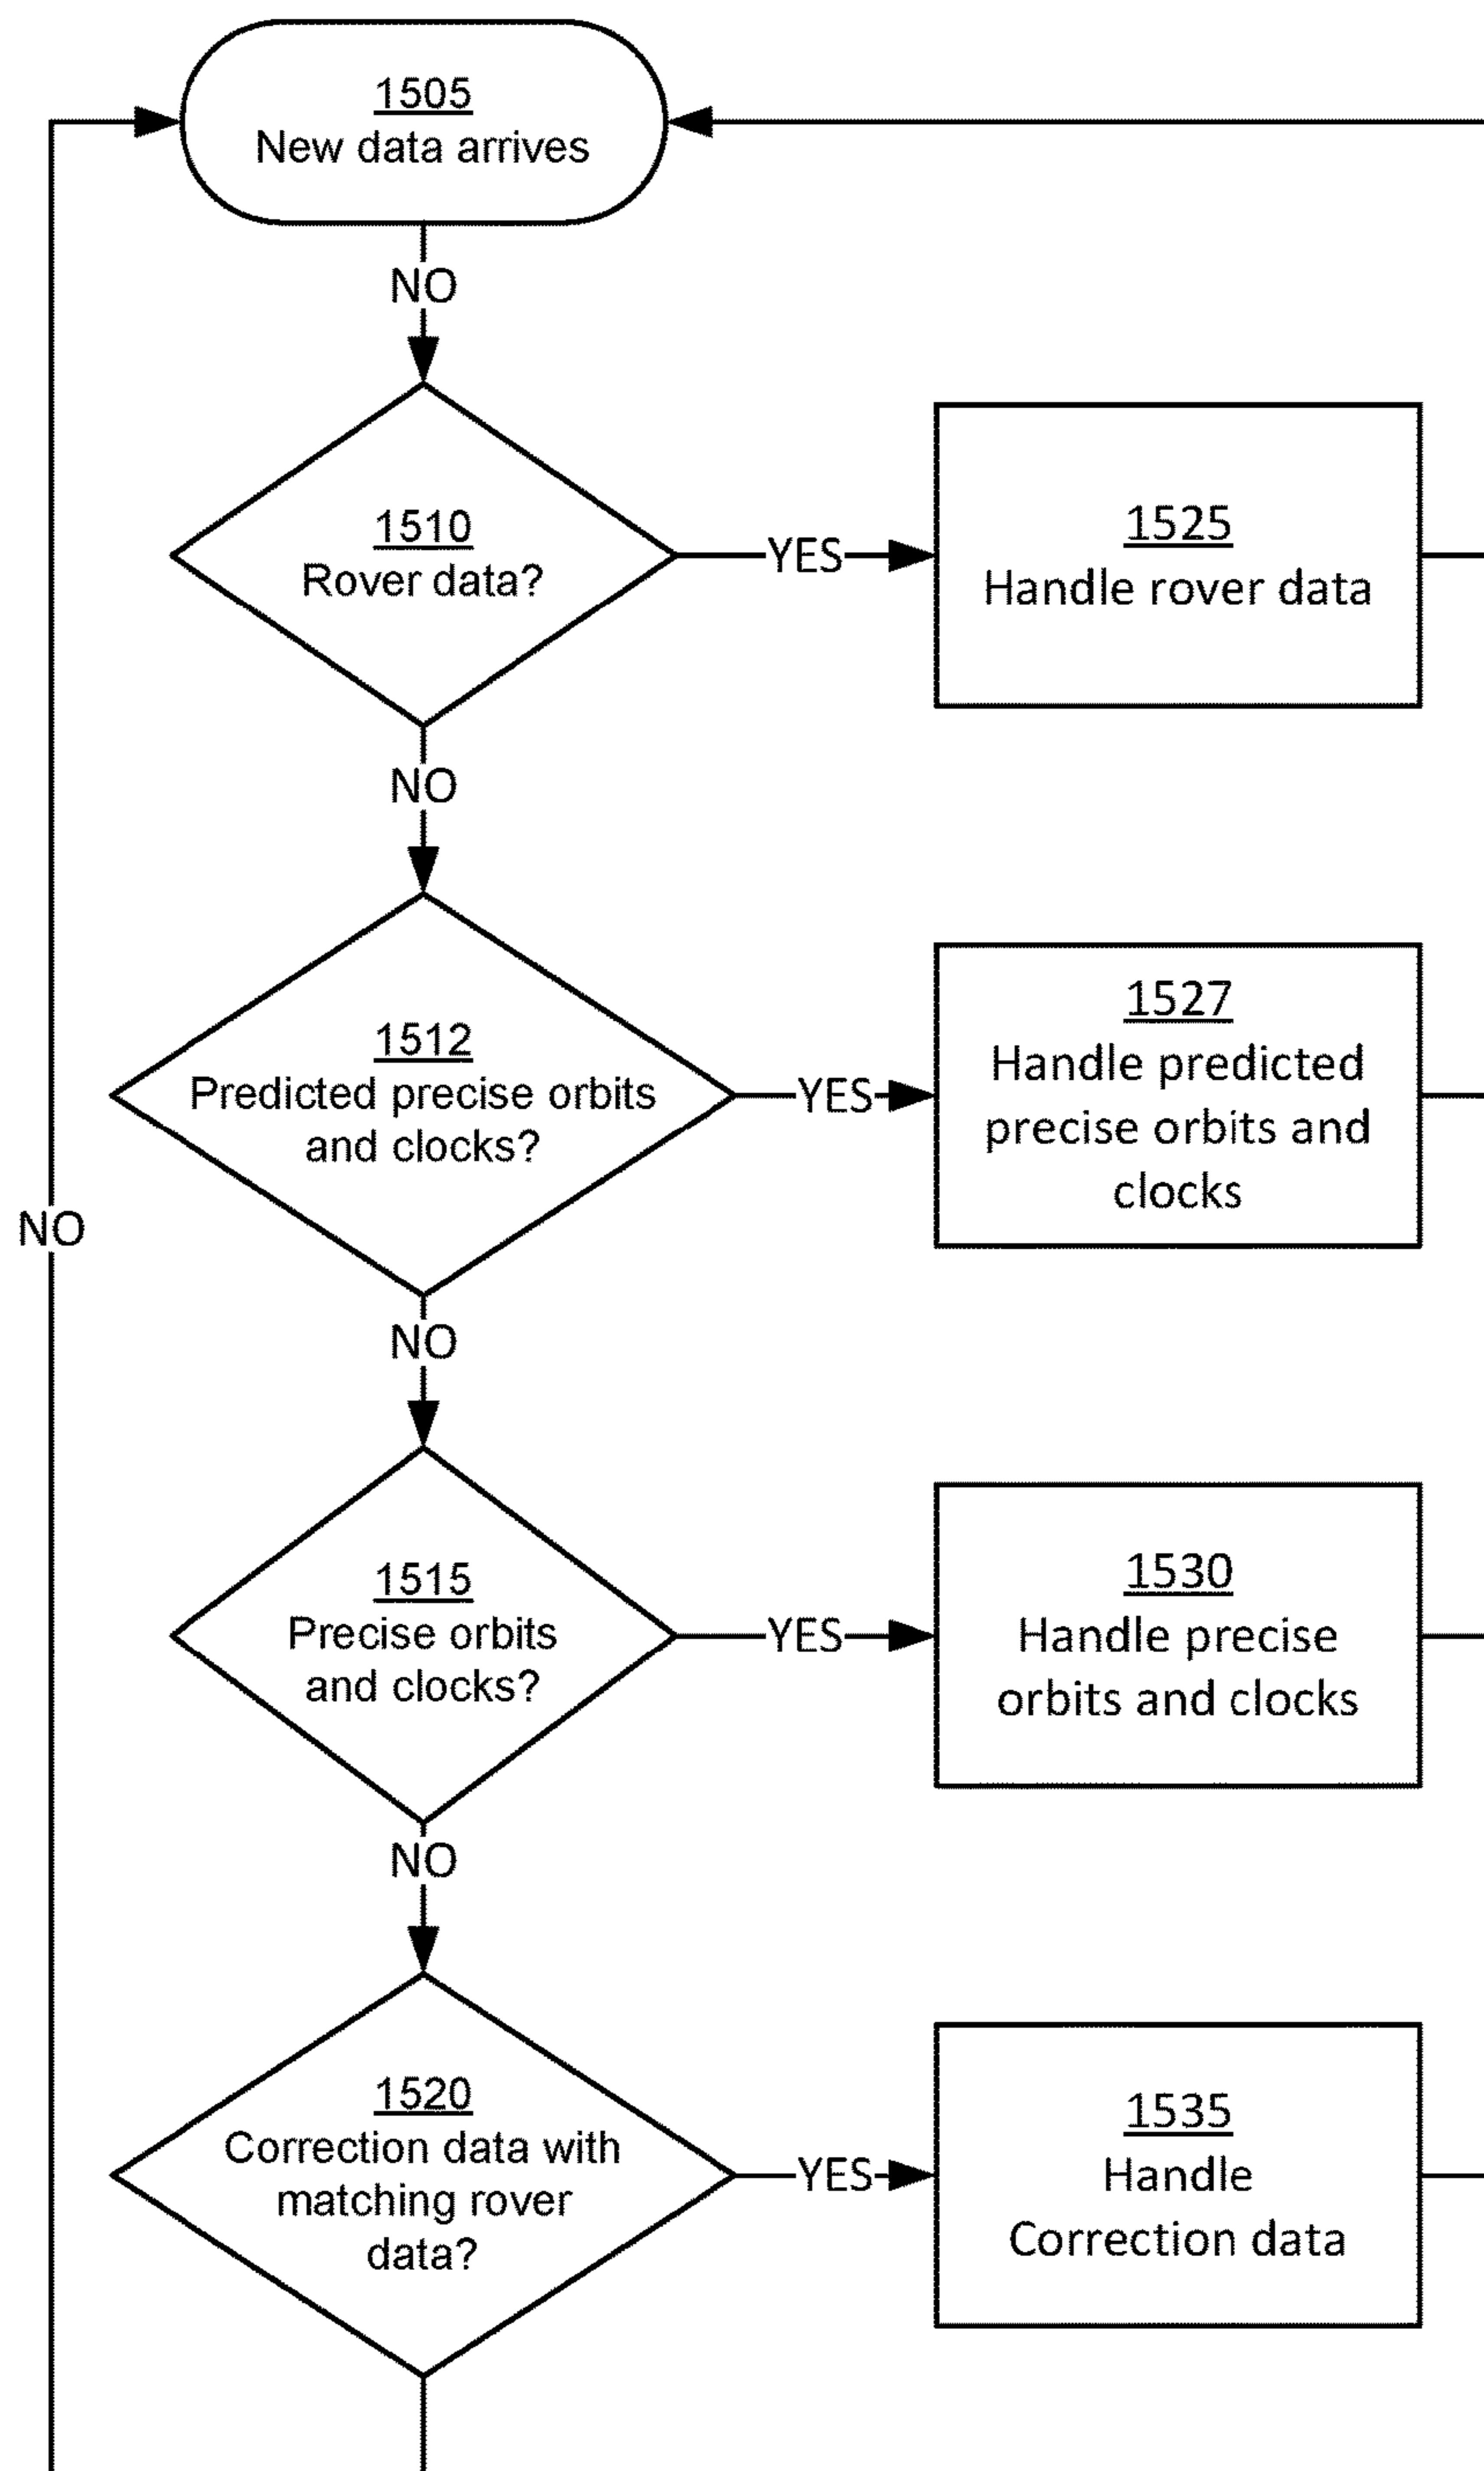 1505
New data arrives
NO
1510
Rover data?
YES
1525
Handle rover data
NO
1512
Predicted precise orbits
and clocks?
YES
1527
Handle predicted
precise orbits and
clocks
NO
NO
1515
Precise orbits
and clocks?
YES
1530
Handle precise
orbits and clocks
NO
1520
Correction data with
matching rover
data?
YES
1535
Handle
Correction data